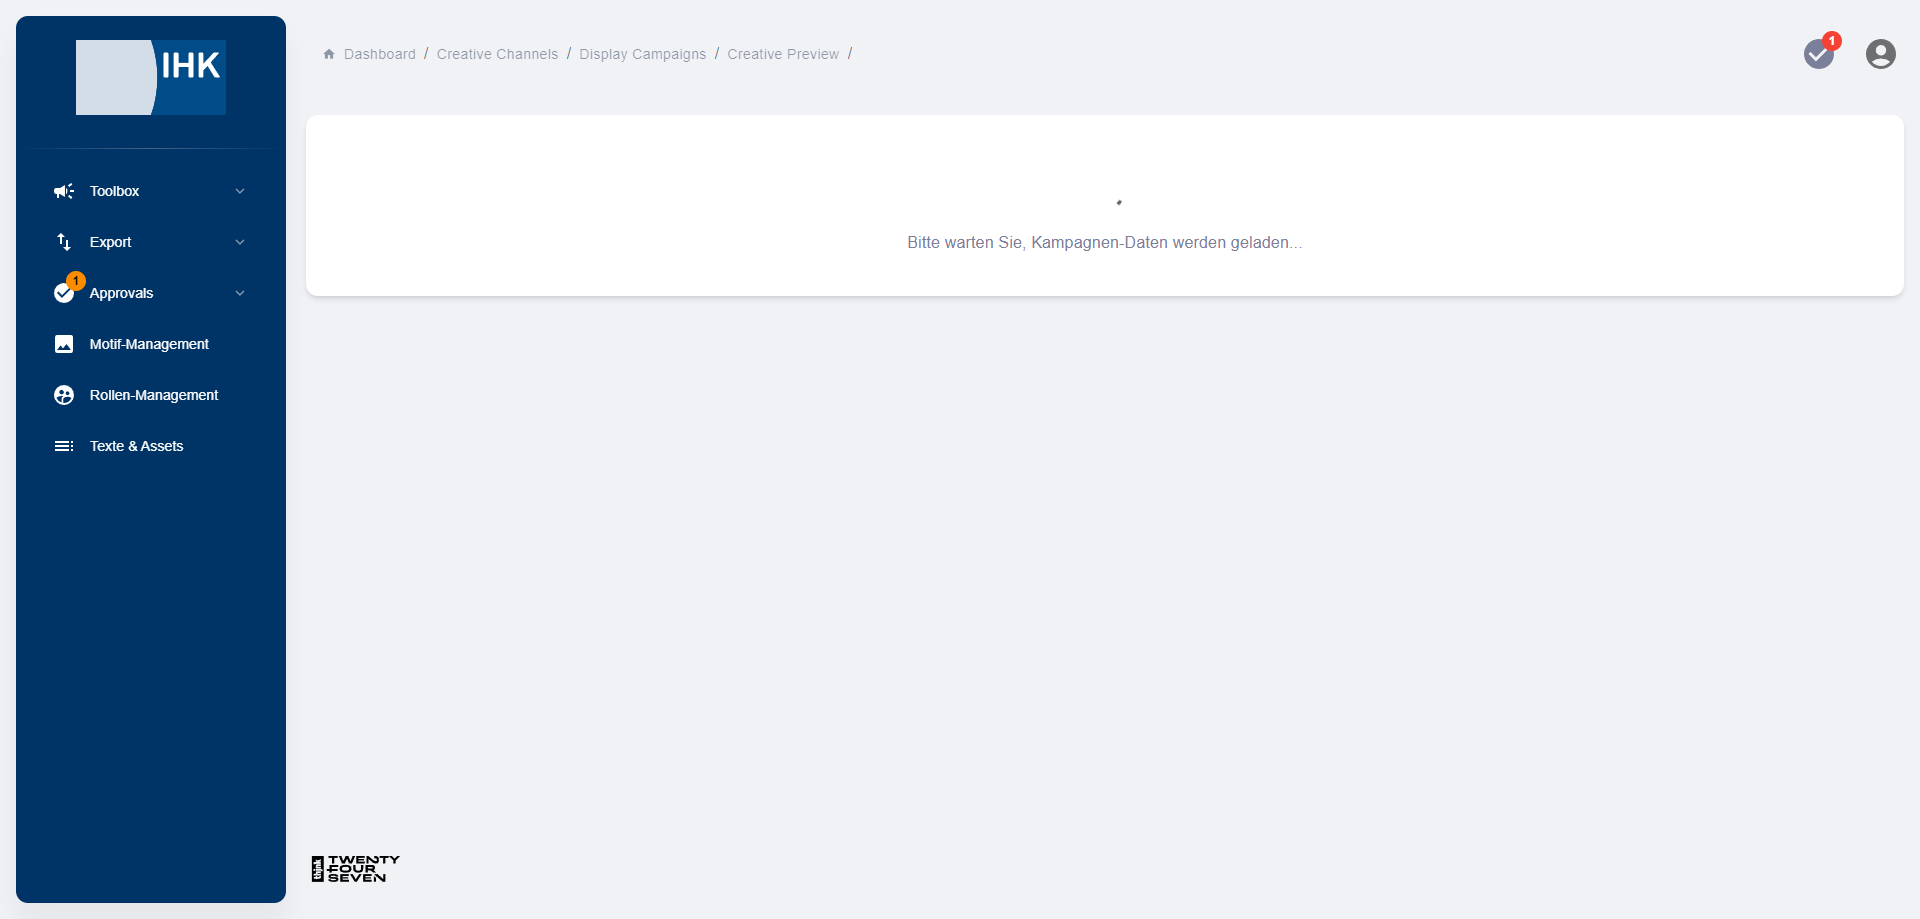 IHK
Dashboard / Creative Channels / Display Campaigns / Creative Preview /
1
Toolbox
Export
1
Approvals
Motif-Management
Rollen-Management
Texte & Assets
Bitte warten Sie, Kampagnen-Daten werden geladen...
think
TWENTY
FOUR
SEVEN